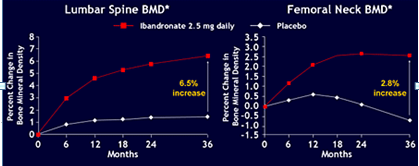 Lumbar Spine BMD*
Femoral Neck BMD*
Ibandronate 2.5 mg daily
Placebo
Percent Change in
Bone Mineral Density
8
7
6
5
4
3
2
1
0
6.5%
increase
0
6
12
18
24
36
Months
Percent Change in
Bone Mineral Density
3.5
3.0
2.5
2.0
1.5
1.0
0.5
0.0
-0.5
-1.0
-1.5
2.8%
increase
0
6
12
18
24
36
Months